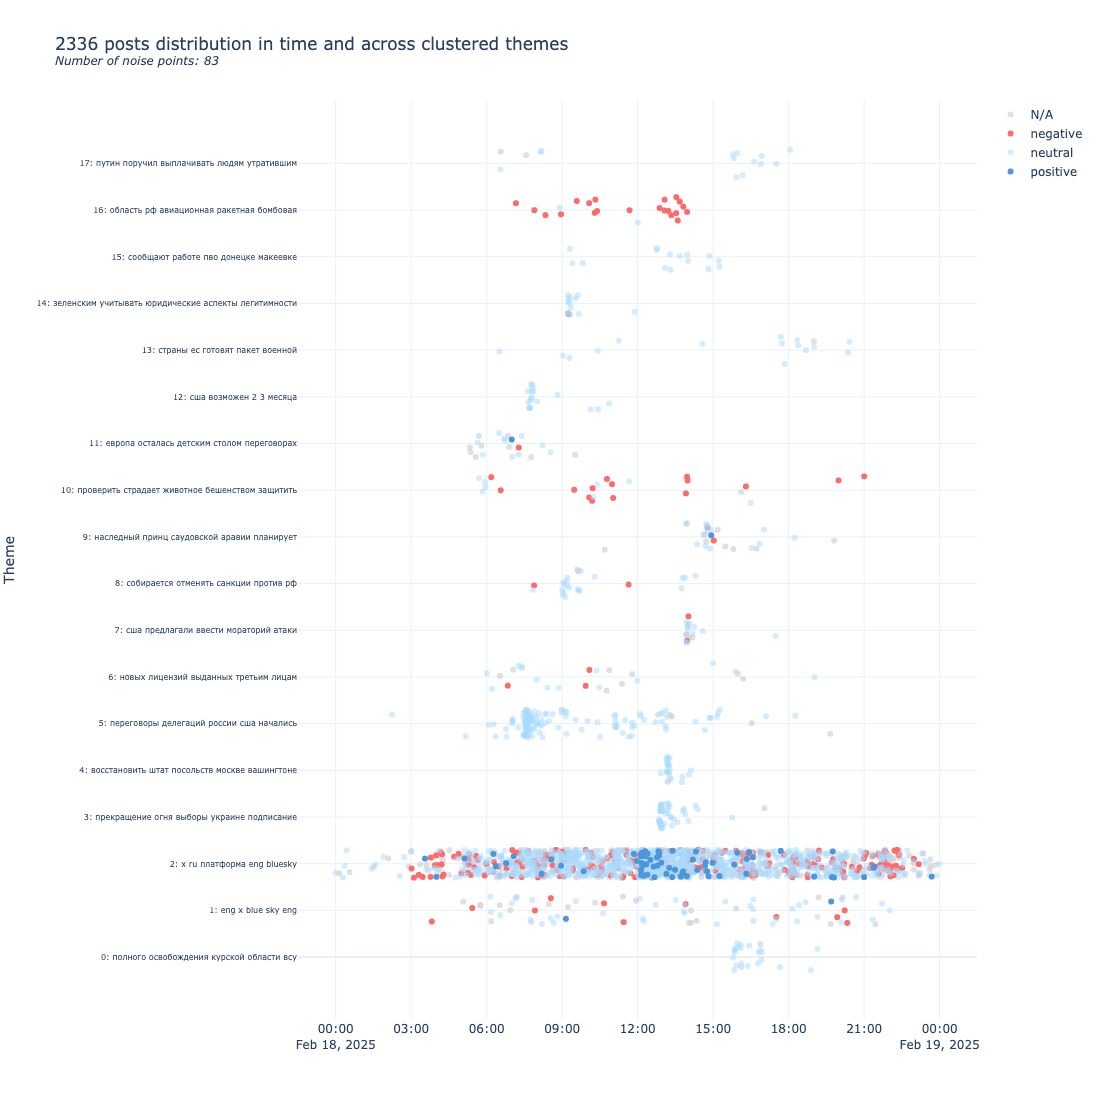 2336 posts distribution in time and across clustered themes
Number of noise points: 83
N/A
negative
neutral
positive
Theme
17: путин поручил выплачивать людям утратившим
16: область рф авиационная ракетная бомбовая
15: сообщают работе пво донецке макеевке
14: зеленским учитывать юридические аспекты легитимности
13: страны ес готовят пакет военной
12: сша возможен 2 3 месяца
11: европа осталась детским столом переговорах
10: проверить страдает животное бешенством защитить
9: наследный принц саудовской аравии планирует
8: собирается отменять санкции против рф
7: сша предлагали ввести мораторий атаки
6: новых лицензий выданных третьим лицам
5: переговоры делегаций россии сша начались
4: восстановить штат посольств москве вашингтоне
3: прекращение огня выборы украине подписание
2: x ru платформа eng bluesky
1: eng x blue sky eng
0: полного освобождения курской области всу
00:00 03:00 06:00 09:00 12:00 15:00 18:00 21:00 00:00
Feb 18, 2025 Feb 19, 2025